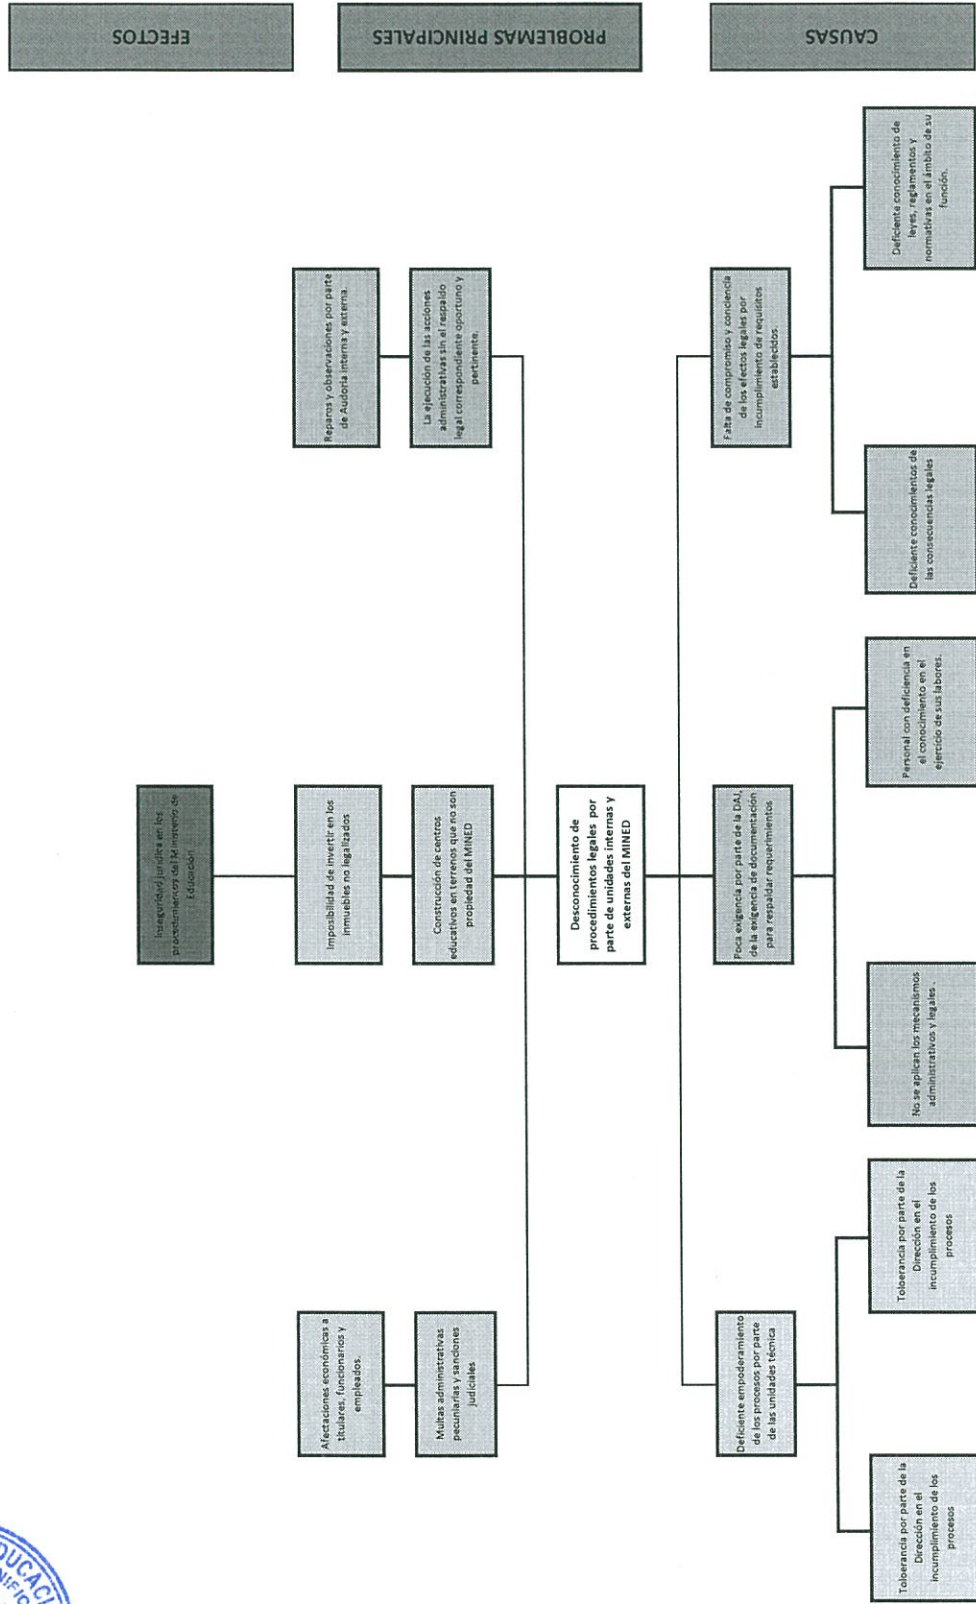 EFECTOS
PROBLEMAS PRINCIPALES
CAUSAS
Inseguridad jurídica en los
procedimientos del Ministerio de
Educación
Afectaciones económicas a
titulares, funcionarios y
empleados.
Imposibilidad de invertir en los
inmuebles no legalizados
Reparos y observaciones por parte
de Audoría interna y externa.
Multas administrativas
pecuniarias y sanciones
judiciales
Construcción de centros
educativos en terrenos que no son
propiedad del MINED
La ejecución de las acciones
administrativas sin el respaldo
legal correspondiente oportuno y
pertinente.
Desconocimiento de
procedimientos legales por
parte de unidades internas y
externas del MINED
Deficiente empoderamiento
de los procesos por parte
de las unidades técnica
Poca exigencia por parte de la DAJ,
de la exigencia de documentación
para respaldar requerimientos
Falta de compromiso y conciencia
de los efectos legales por
incumplimiento de requisitos
establecidos.
Toloerancia por parte de la
Dirección en el
incumplimiento de los
procesos
Toloerancia por parte de la
Dirección en el
incumplimiento de los
procesos
No se aplican los mecanismos
administrativos y legales .
Personal con deficiencia en
el conocimiento en el
ejercicio de sus labores.
Deficiente conocimientos de
las consecuencias legales
Deficiente conocimiento de
leyes, reglamentos y
normativas en el ámbito de su
función.